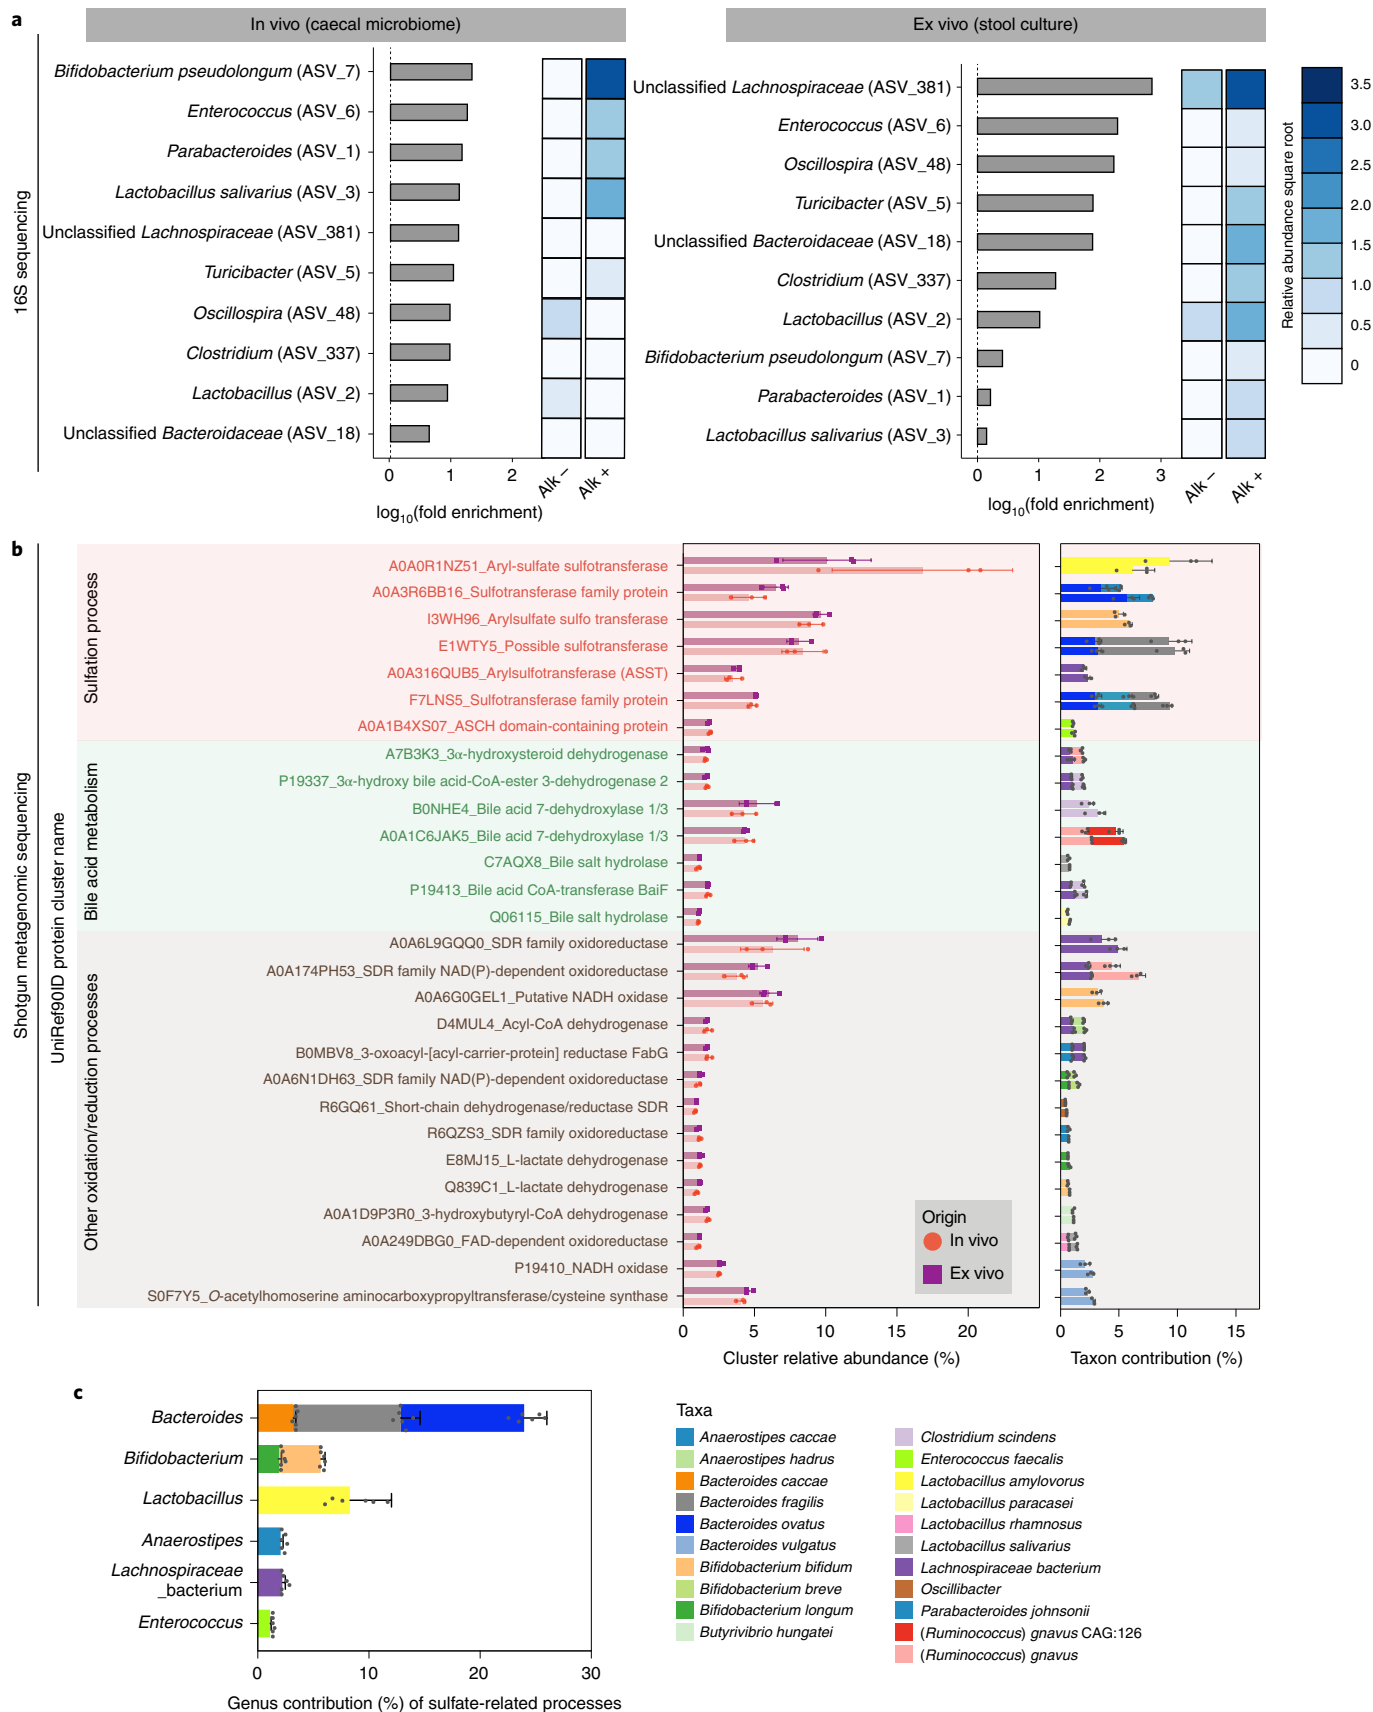 a
In vivo (caecal microbiome)
Ex vivo (stool culture)
16S sequencing
Bifidobacterium pseudolongum (ASV_7)
Enterococcus (ASV_6)
Parabacteroides (ASV_1)
Lactobacillus salivarius (ASV_3)
Unclassified Lachnospiraceae (ASV_381)
Turicibacter (ASV_5)
Oscillospira (ASV_48)
Clostridium (ASV_337)
Lactobacillus (ASV_2)
Unclassified Bacteroidaceae (ASV_18)
0 1 2
Alk –
Alk +
log10(fold enrichment)
Unclassified Lachnospiraceae (ASV_381)
Enterococcus (ASV_6)
Oscillospira (ASV_48)
Turicibacter (ASV_5)
Unclassified Bacteroidaceae (ASV_18)
Clostridium (ASV_337)
Lactobacillus (ASV_2)
Bifidobacterium pseudolongum (ASV_7)
Parabacteroides (ASV_1)
Lactobacillus salivarius (ASV_3)
0 1 2 3
Alk –
Alk +
log10(fold enrichment)
Relative abundance square root
3.5
3.0
2.5
2.0
1.5
1.0
0.5
0
b
Shotgun metagenomic sequencing
UniRef90ID protein cluster name
Sulfation process
A0A0R1NZ51_Aryl-sulfate sulfotransferase
A0A3R6BB16_Sulfotransferase family protein
I3WH96_Arylsulfate sulfo transferase
E1WTY5_Possible sulfotransferase
A0A316QUB5_Arylsulfotransferase (ASST)
F7LNS5_Sulfotransferase family protein
A0A1B4XS07_ASCH domain-containing protein
Bile acid metabolism
A7B3K3_3α-hydroxysteroid dehydrogenase
P19337_3α-hydroxy bile acid-CoA-ester 3-dehydrogenase 2
B0NHE4_Bile acid 7-dehydroxylase 1/3
A0A1C6JAK5_Bile acid 7-dehydroxylase 1/3
C7AQX8_Bile salt hydrolase
P19413_Bile acid CoA-transferase BaiF
Q06115_Bile salt hydrolase
Other oxidation/reduction processes
A0A6L9GQQ0_SDR family oxidoreductase
A0A174PH53_SDR family NAD(P)-dependent oxidoreductase
A0A6G0GEL1_Putative NADH oxidase
D4MUL4_Acyl-CoA dehydrogenase
B0MBV8_3-oxoacyl-[acyl-carrier-protein] reductase FabG
A0A6N1DH63_SDR family NAD(P)-dependent oxidoreductase
R6GQ61_Short-chain dehydrogenase/reductase SDR
R6QZS3_SDR family oxidoreductase
E8MJ15_L-lactate dehydrogenase
Q839C1_L-lactate dehydrogenase
A0A1D9P3R0_3-hydroxybutyryl-CoA dehydrogenase
A0A249DBG0_FAD-dependent oxidoreductase
P19410_NADH oxidase
S0F7Y5_O-acetylhomoserine aminocarboxypropyltransferase/cysteine synthase
Origin
In vivo
Ex vivo
0 5 10 15 20
Cluster relative abundance (%)
0 5 10 15
Taxon contribution (%)
c
Bacteroides
Bifidobacterium
Lactobacillus
Anaerostipes
Lachnospiraceae
_bacterium
Enterococcus
0 10 20 30
Genus contribution (%) of sulfate-related processes
Taxa
Anaerostipes caccae
Anaerostipes hadrus
Bacteroides caccae
Bacteroides fragilis
Bacteroides ovatus
Bacteroides vulgatus
Bifidobacterium bifidum
Bifidobacterium breve
Bifidobacterium longum
Butyrivibrio hungatei
Clostridium scindens
Enterococcus faecalis
Lactobacillus amylovorus
Lactobacillus paracasei
Lactobacillus rhamnosus
Lactobacillus salivarius
Lachnospiraceae bacterium
Oscillibacter
Parabacteroides johnsonii
(Ruminococcus) gnavus CAG:126
(Ruminococcus) gnavus